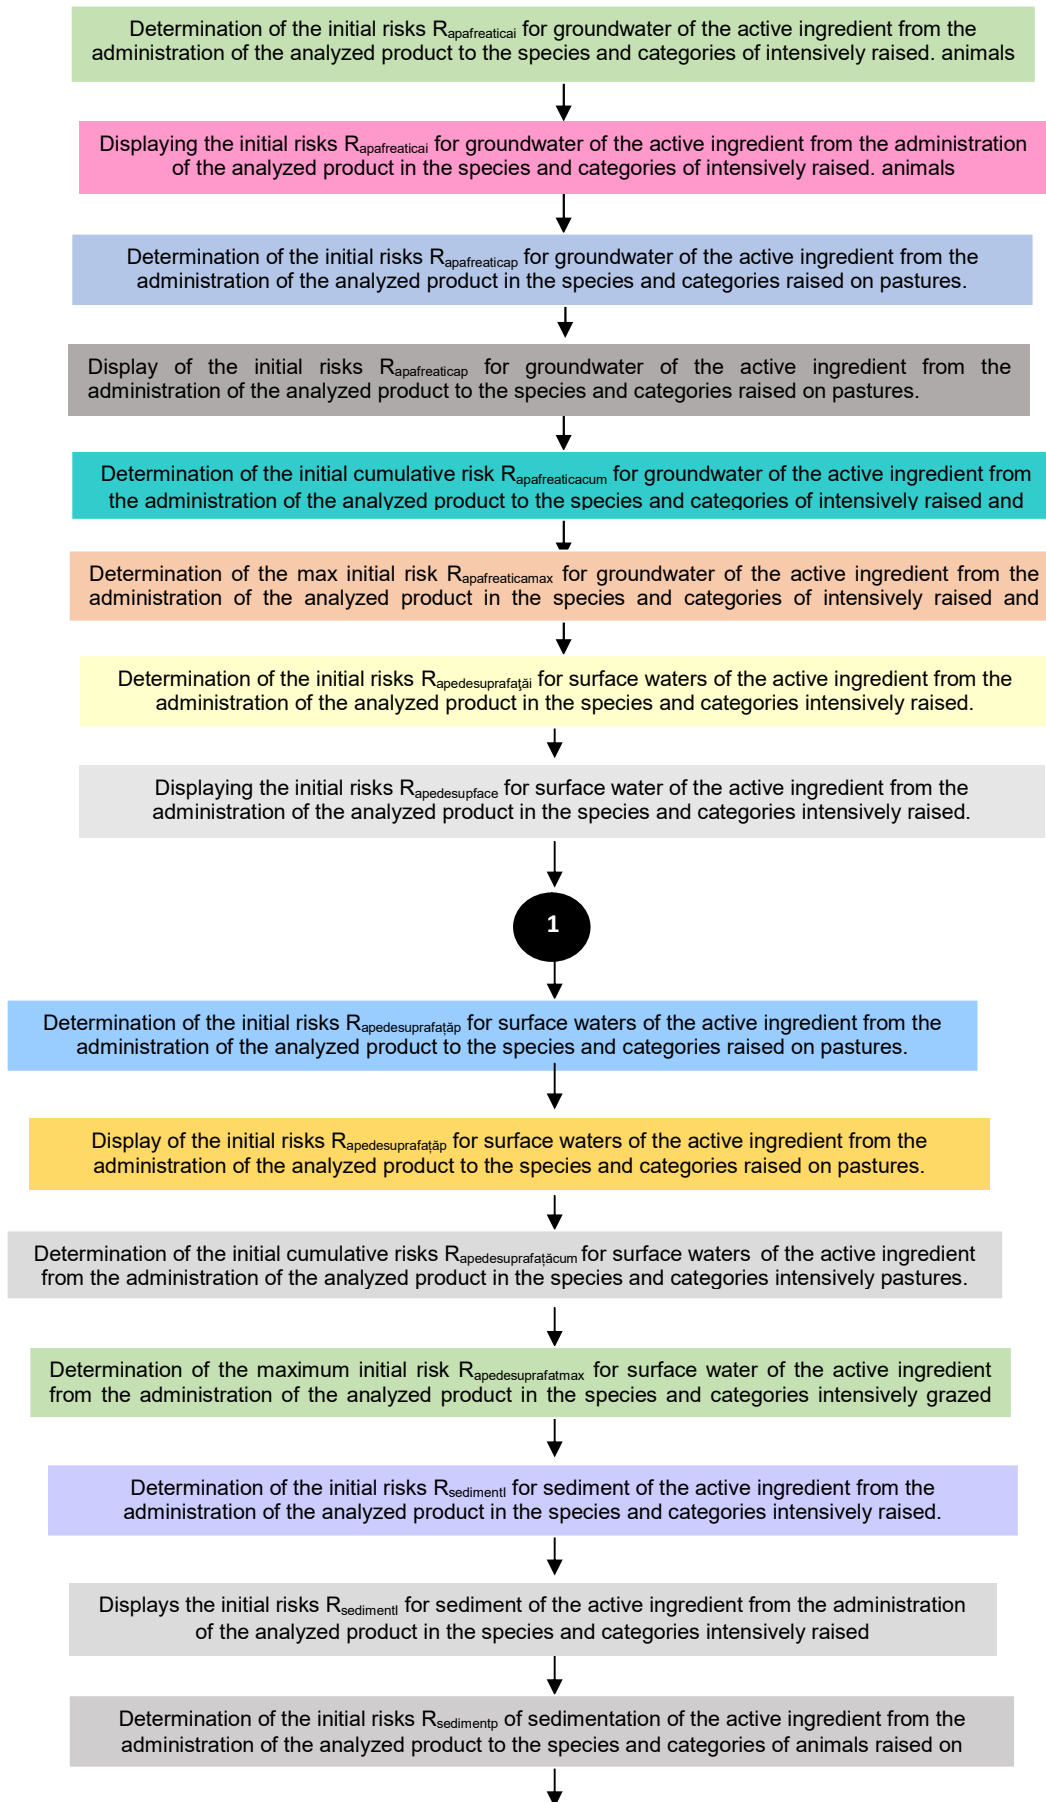 Determination of the initial risks Rapafreaticai for groundwater of the active ingredient from the
administration of the analyzed product to the species and categories of intensively raised. animals
Displaying the initial risks Rapafreaticai for groundwater of the active ingredient from the administration
of the analyzed product in the species and categories of intensively raised. animals
Determination of the initial risks Rapafreaticap for groundwater of the active ingredient from the
administration of the analyzed product in the species and categories raised on pastures.
Display of the initial risks Rapafreaticap for groundwater of the active ingredient from the
administration of the analyzed product to the species and categories raised on pastures.
Determination of the initial cumulative risk Rapafreaticacum for groundwater of the active ingredient from
the administration of the analyzed product to the species and categories of intensively raised and
Determination of the max initial risk Rapafreaticamax for groundwater of the active ingredient from the
administration of the analyzed product in the species and categories of intensively raised and
Determination of the initial risks Rapedesuprafaţăi for surface waters of the active ingredient from the
administration of the analyzed product in the species and categories intensively raised.
Displaying the initial risks Rapedesupface for surface water of the active ingredient from the
administration of the analyzed product in the species and categories intensively raised.
1
Determination of the initial risks Rapedesuprafațăp for surface waters of the active ingredient from the
administration of the analyzed product to the species and categories raised on pastures.
Display of the initial risks Rapedesuprafațăp for surface waters of the active ingredient from the
administration of the analyzed product to the species and categories raised on pastures.
Determination of the initial cumulative risks Rapedesuprafațăcum for surface waters of the active ingredient
from the administration of the analyzed product in the species and categories intensively pastures.
Determination of the maximum initial risk Rapedesuprafatmax for surface water of the active ingredient
from the administration of the analyzed product in the species and categories intensively grazed
Determination of the initial risks Rsedimentl for sediment of the active ingredient from the
administration of the analyzed product in the species and categories intensively raised.
Displays the initial risks Rsedimentl for sediment of the active ingredient from the administration
of the analyzed product in the species and categories intensively raised
Determination of the initial risks Rsedimentp of sedimentation of the active ingredient from the
administration of the analyzed product to the species and categories of animals raised on